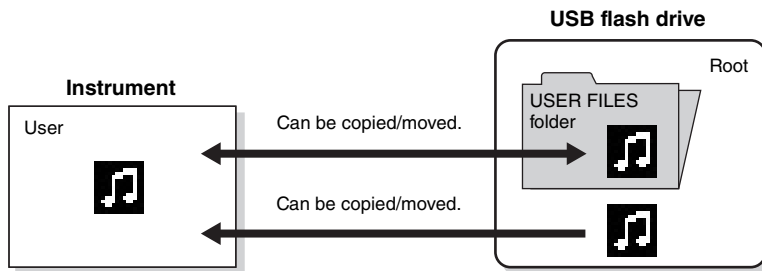 USB flash drive
Root
Instrument
USER FILES
folder
User
Can be copied/moved.
Can be copied/moved.